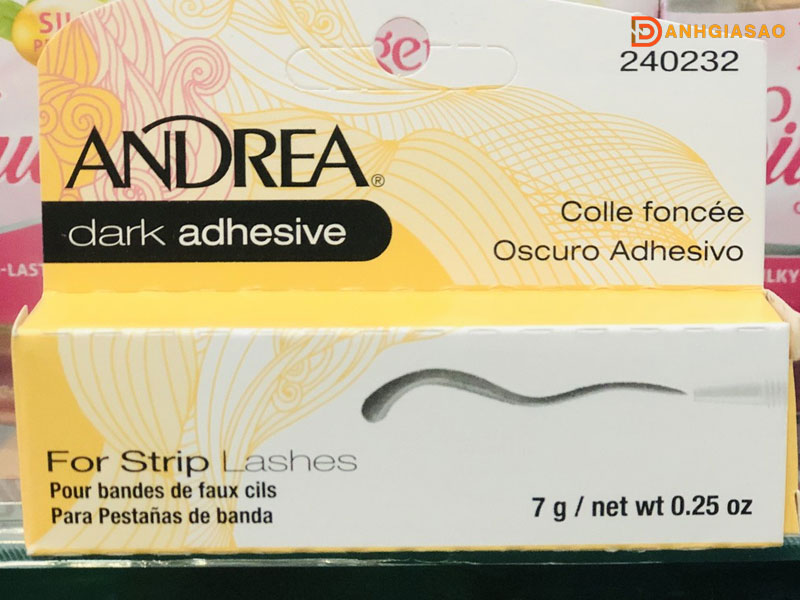 DANHGIASAO
240232
ANDREA®
dark adhesive
Colle foncée
Oscuro Adhesivo
For Strip Lashes
Pour bandes de faux cils
Para Pestañas de banda
7 g / net wt 0.25 oz